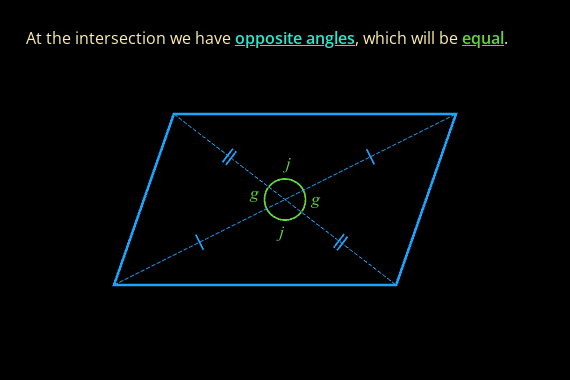 At the intersection we have opposite angles, which will be equal.
j
g
g
j